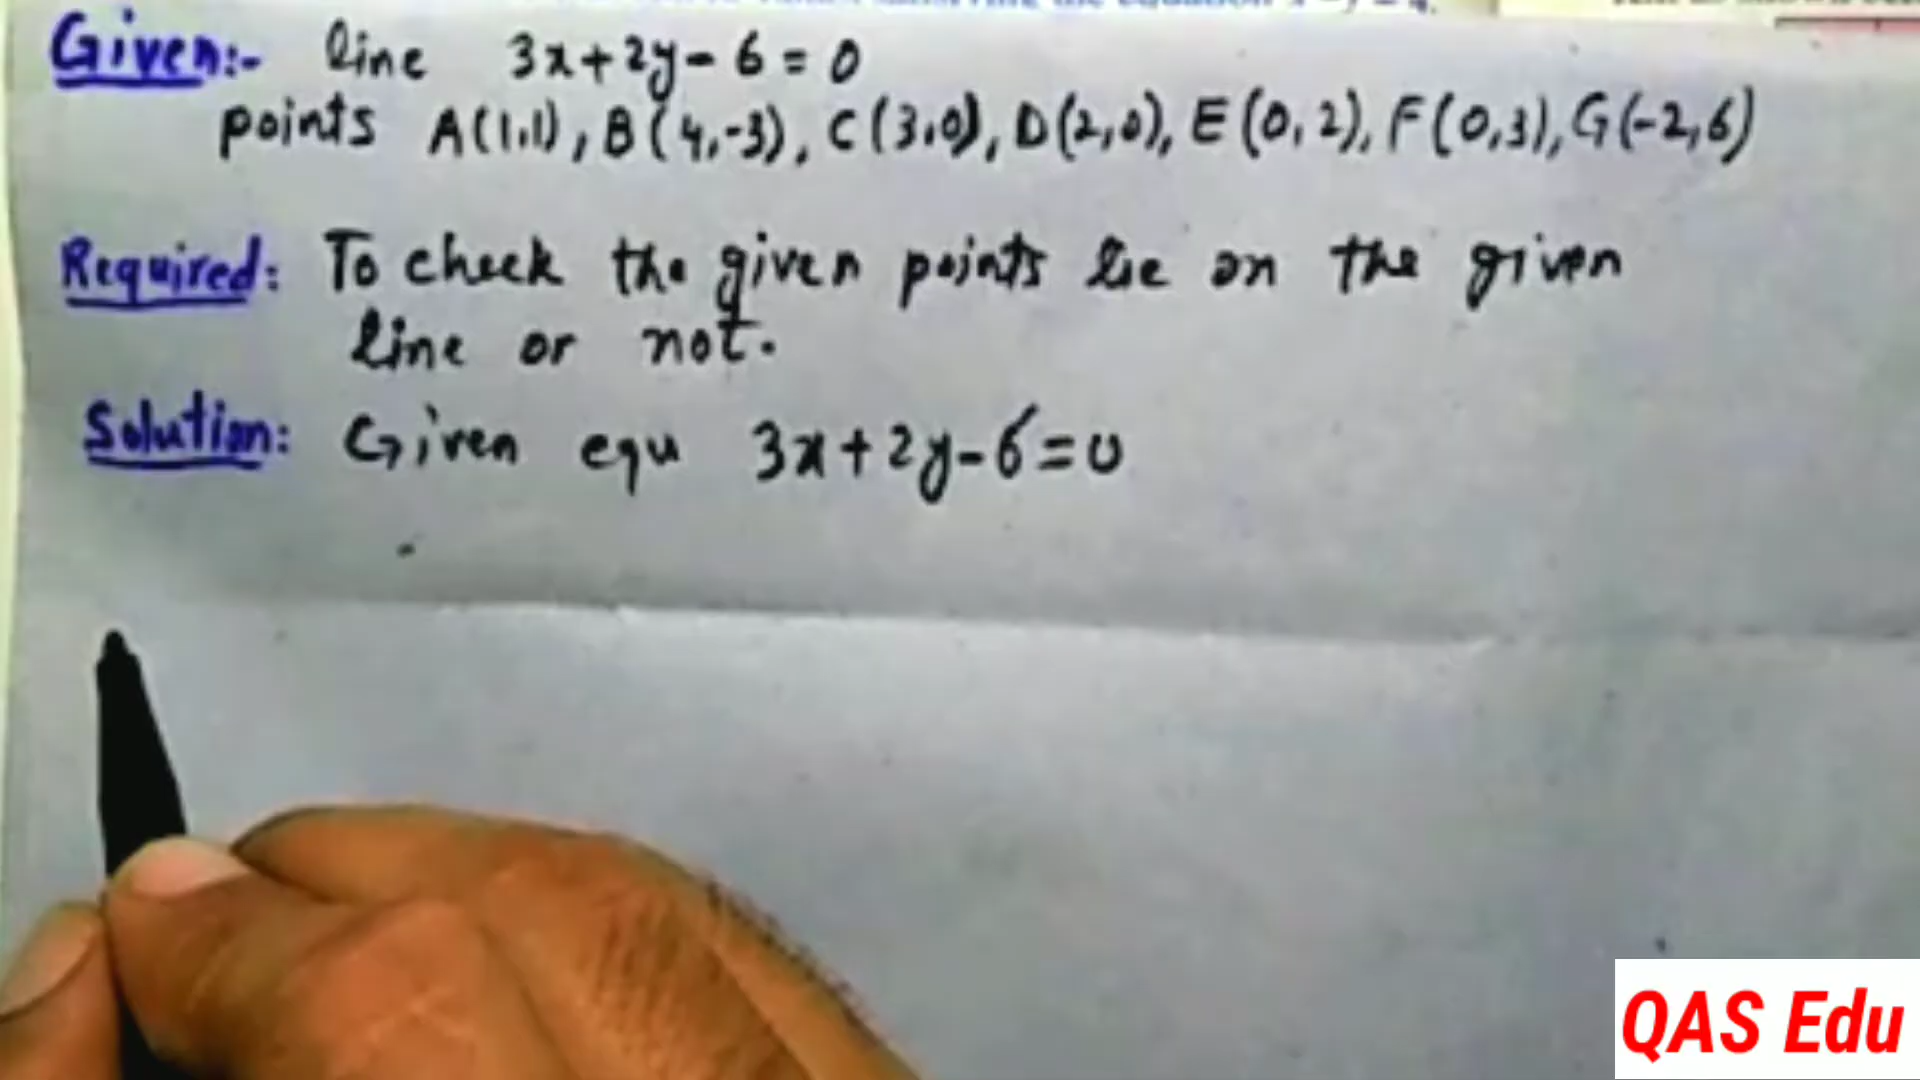 Given:- line 3x+2y-6=0
points A(1,1), B(4,-3), C(3,0), D(2,0), E(0,2), F(0,3), G(-2,6)
Required: To check the given points lie on the given
line or not.
Solution: Given equ 3x+2y-6=0
QAS Edu